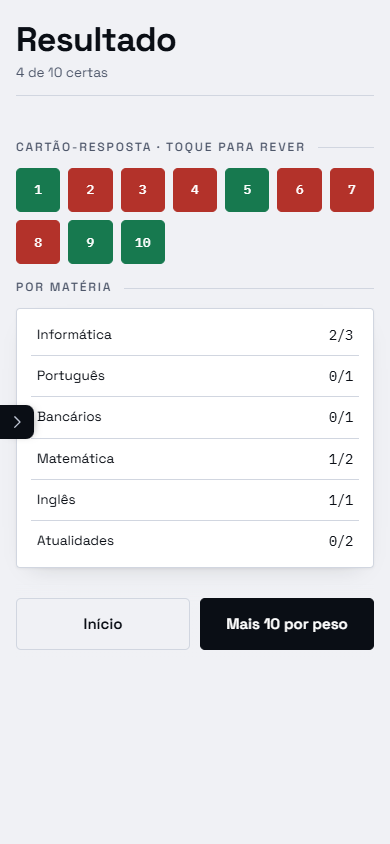 Resultado
4 de 10 certas
CARTÃO-RESPOSTA · TOQUE PARA REVER
1 2 3 4 5 6 7
8 9 10
POR MATÉRIA
Informática 2/3
Português 0/1
Bancários 0/1
Matemática 1/2
Inglês 1/1
Atualidades 0/2
Início Mais 10 por peso